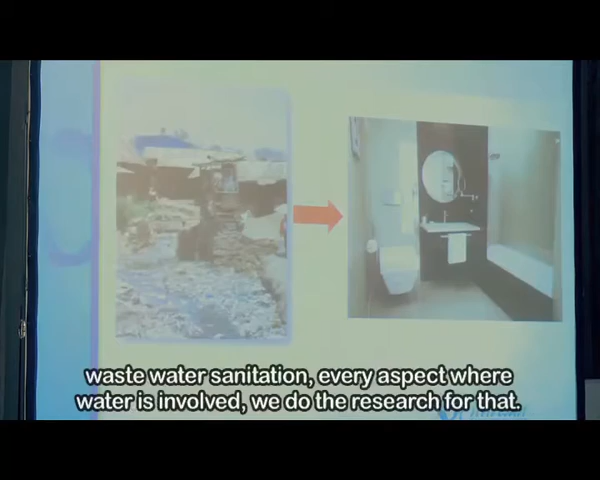 waste water sanitation, every aspect where
water is involved, we do the research for that.